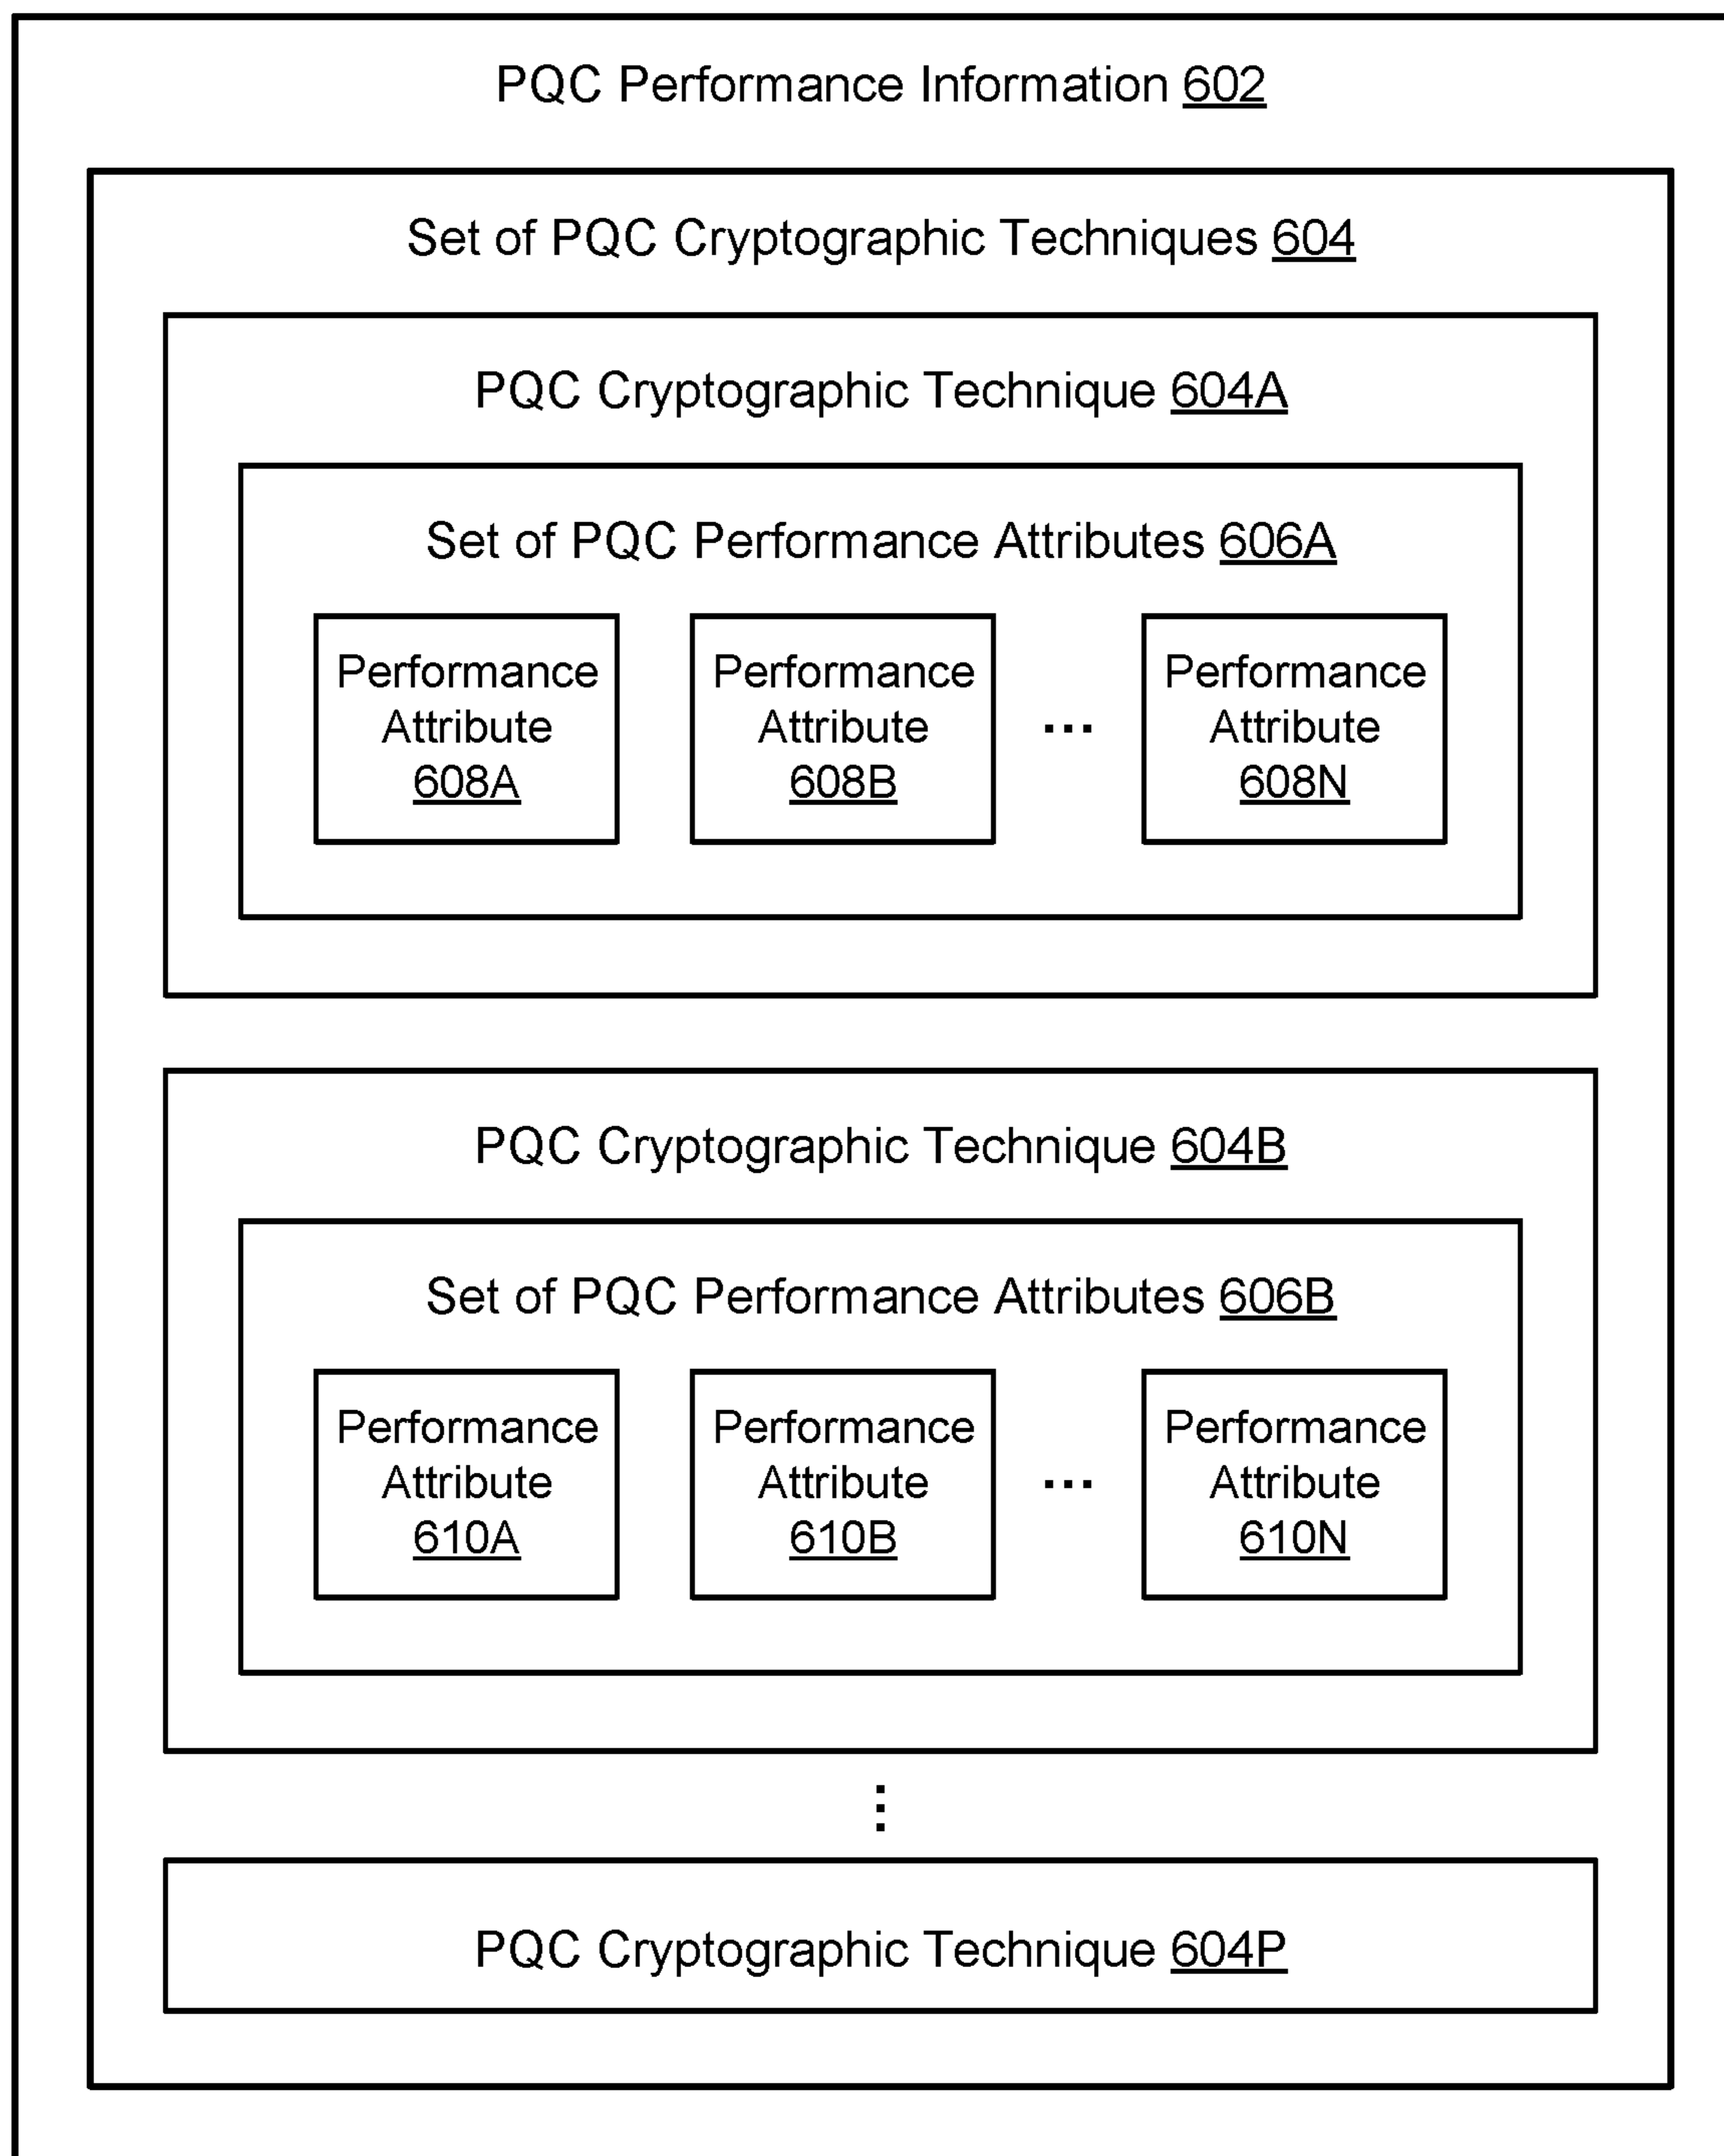 PQC Performance Information 602
Set of PQC Cryptographic Techniques 604
PQC Cryptographic Technique 604A
Set of PQC Performance Attributes 606A
Performance
Attribute
608A
Performance
Attribute
608B
...
Performance
Attribute
608N
PQC Cryptographic Technique 604B
Set of PQC Performance Attributes 606B
Performance
Attribute
610A
Performance
Attribute
610B
...
Performance
Attribute
610N
⋮
PQC Cryptographic Technique 604P